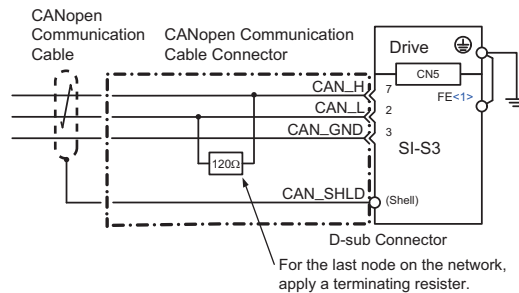 CANopen
Communication
Cable
CANopen Communication
Cable Connector
Drive
CN5
FE<1>
CAN_H
7
CAN_L
2
CAN_GND
3
SI-S3
120Ω
CAN_SHLD
(Shell)
D-sub Connector
For the last node on the network,
apply a terminating resister.